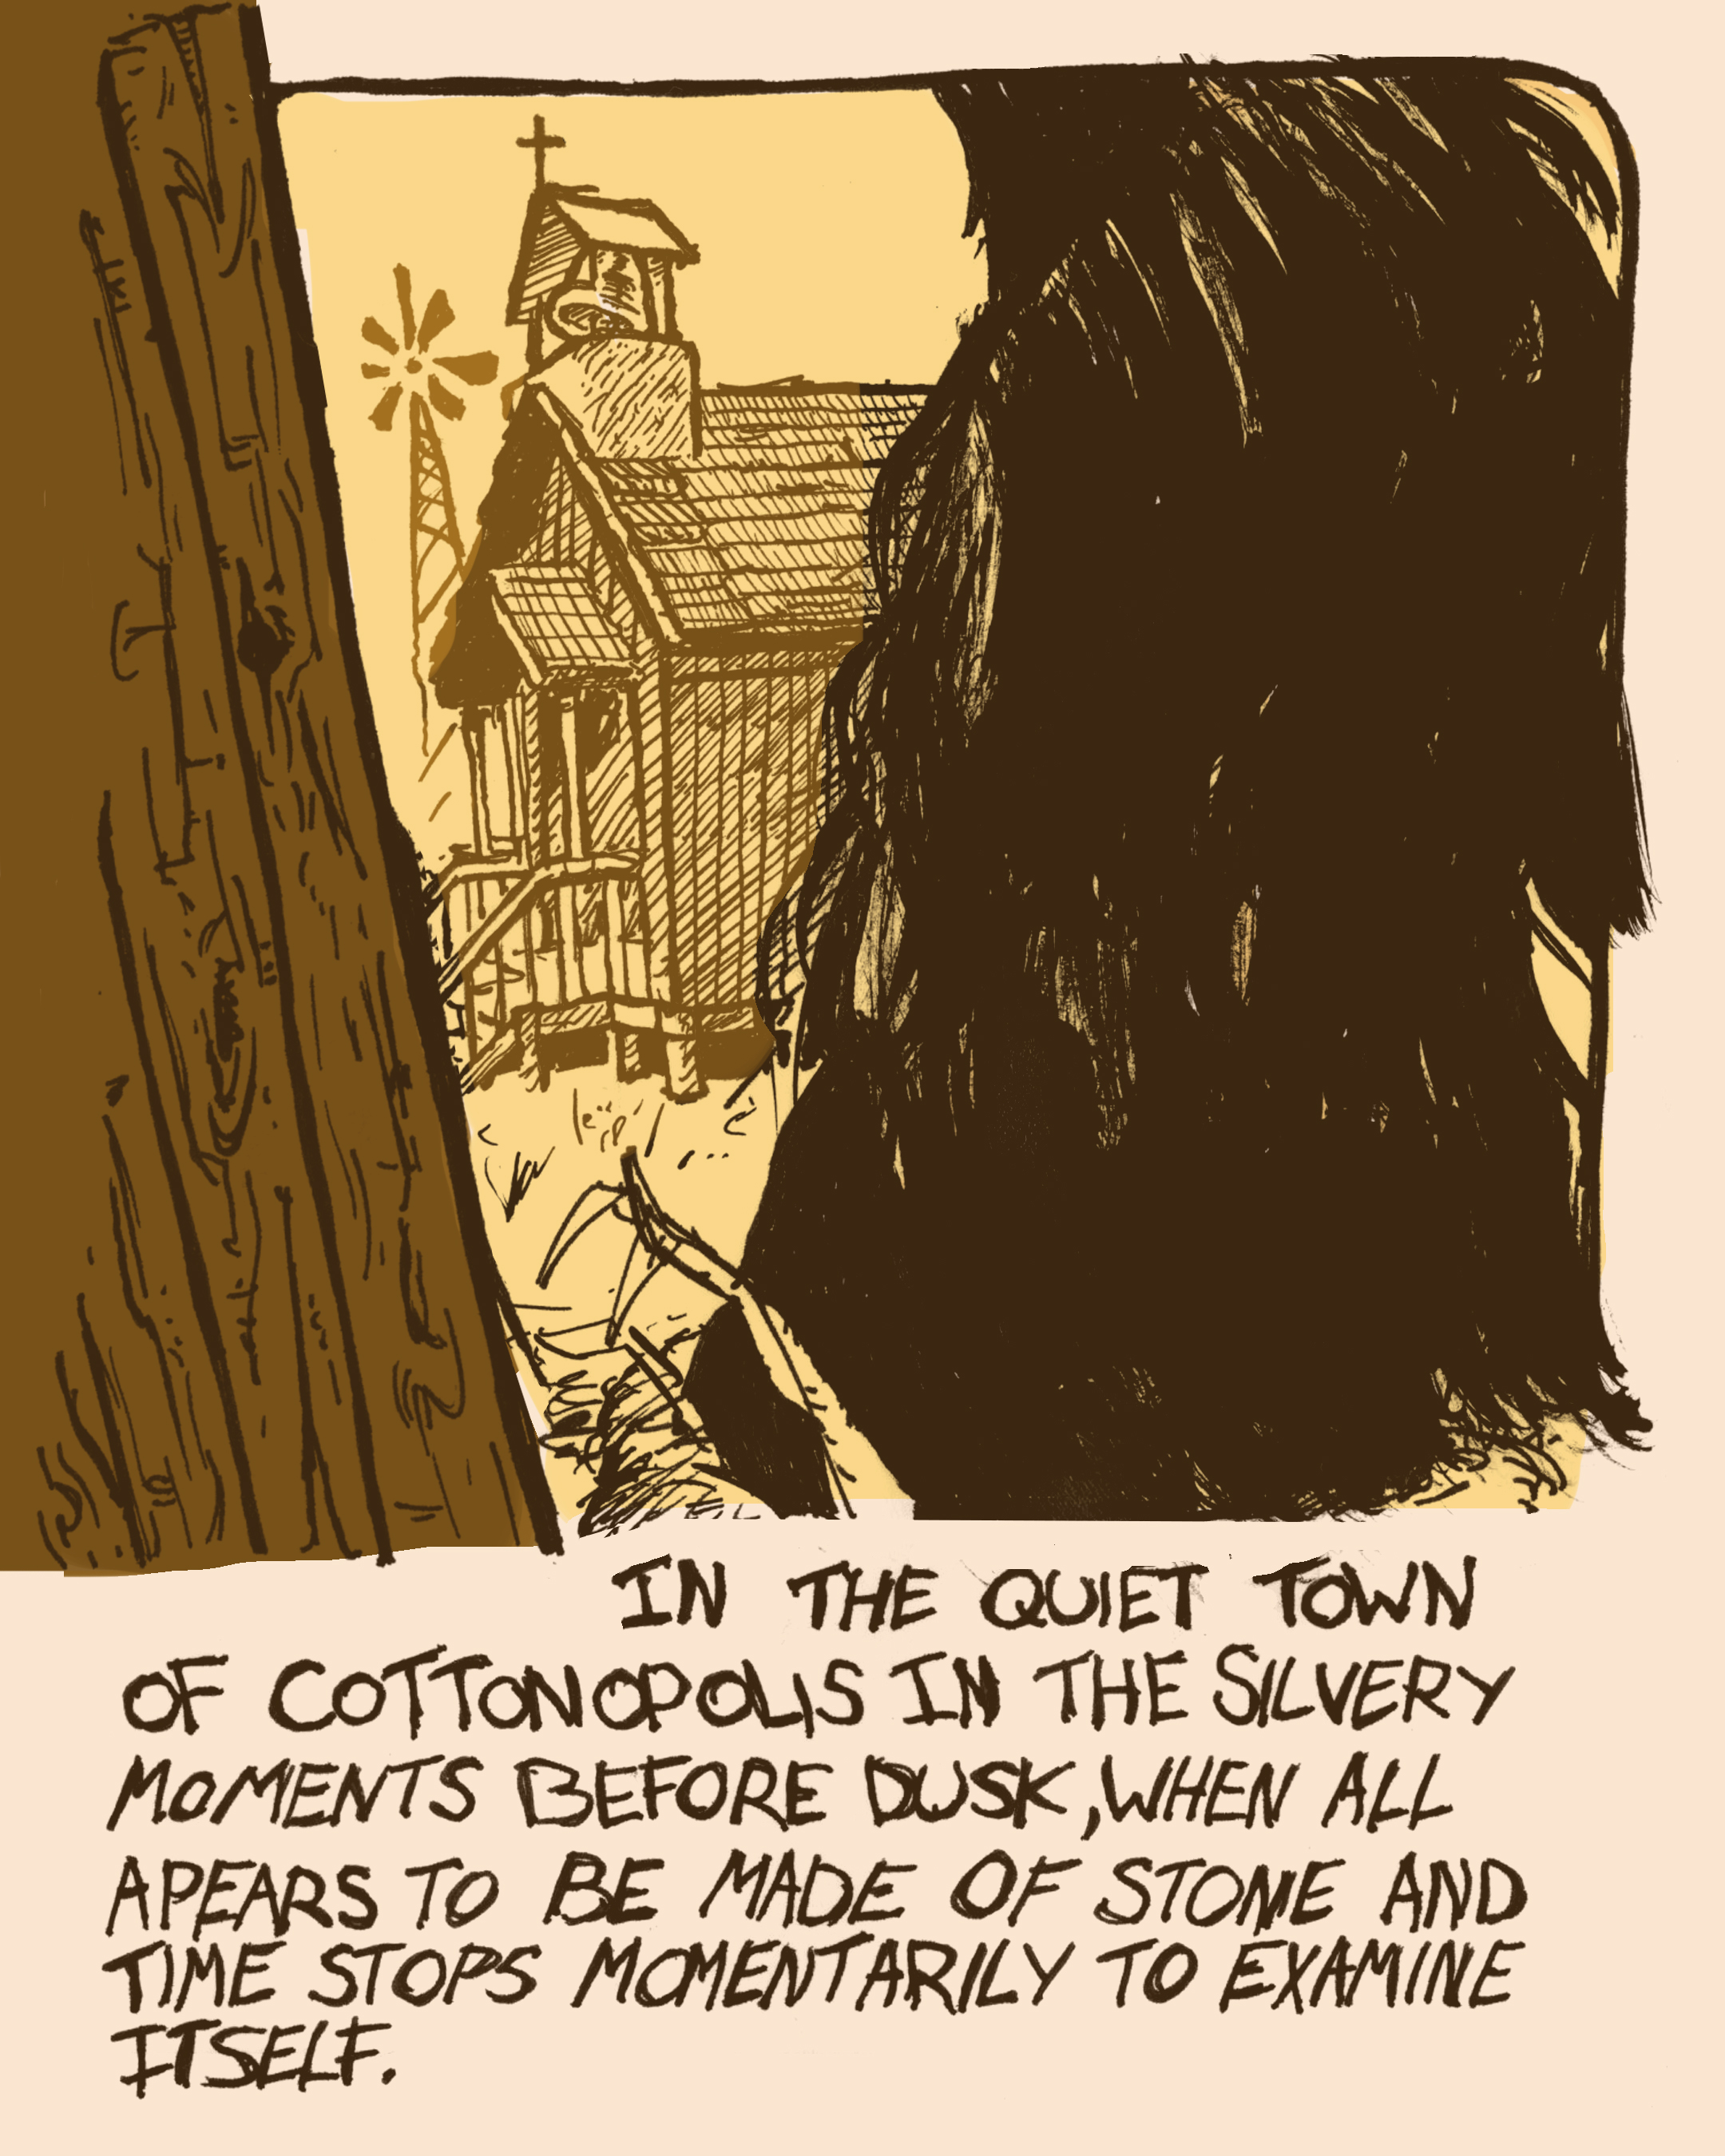 IN THE QUIET TOWN
OF COTTONOPOLIS IN THE SILVERY
MOMENTS BEFORE DUSK, WHEN ALL
APEARS TO BE MADE OF STONE AND
TIME STOPS MOMENTARILY TO EXAMINE
ITSELF.